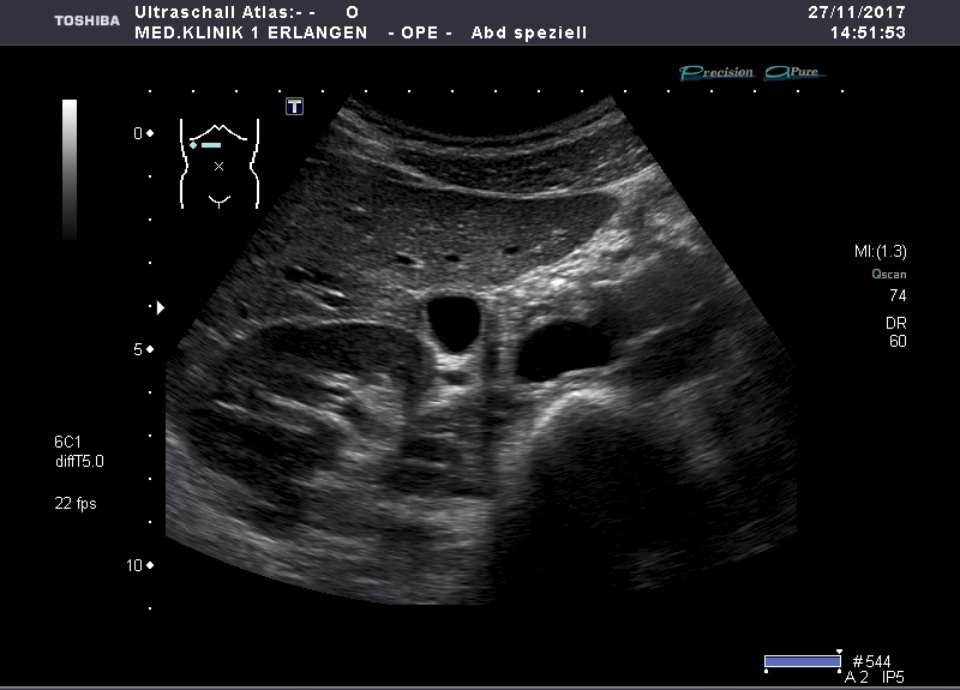 TOSHIBA
Ultraschall Atlas:- - O
MED.KLINIK 1 ERLANGEN - OPE - Abd speziell
27/11/2017
14:51:53
Precision APure
T
0
5
10
MI:(1.3)
Qscan
74
DR
60
6C1
diffT5.0
22 fps
#544
A 2 IP5